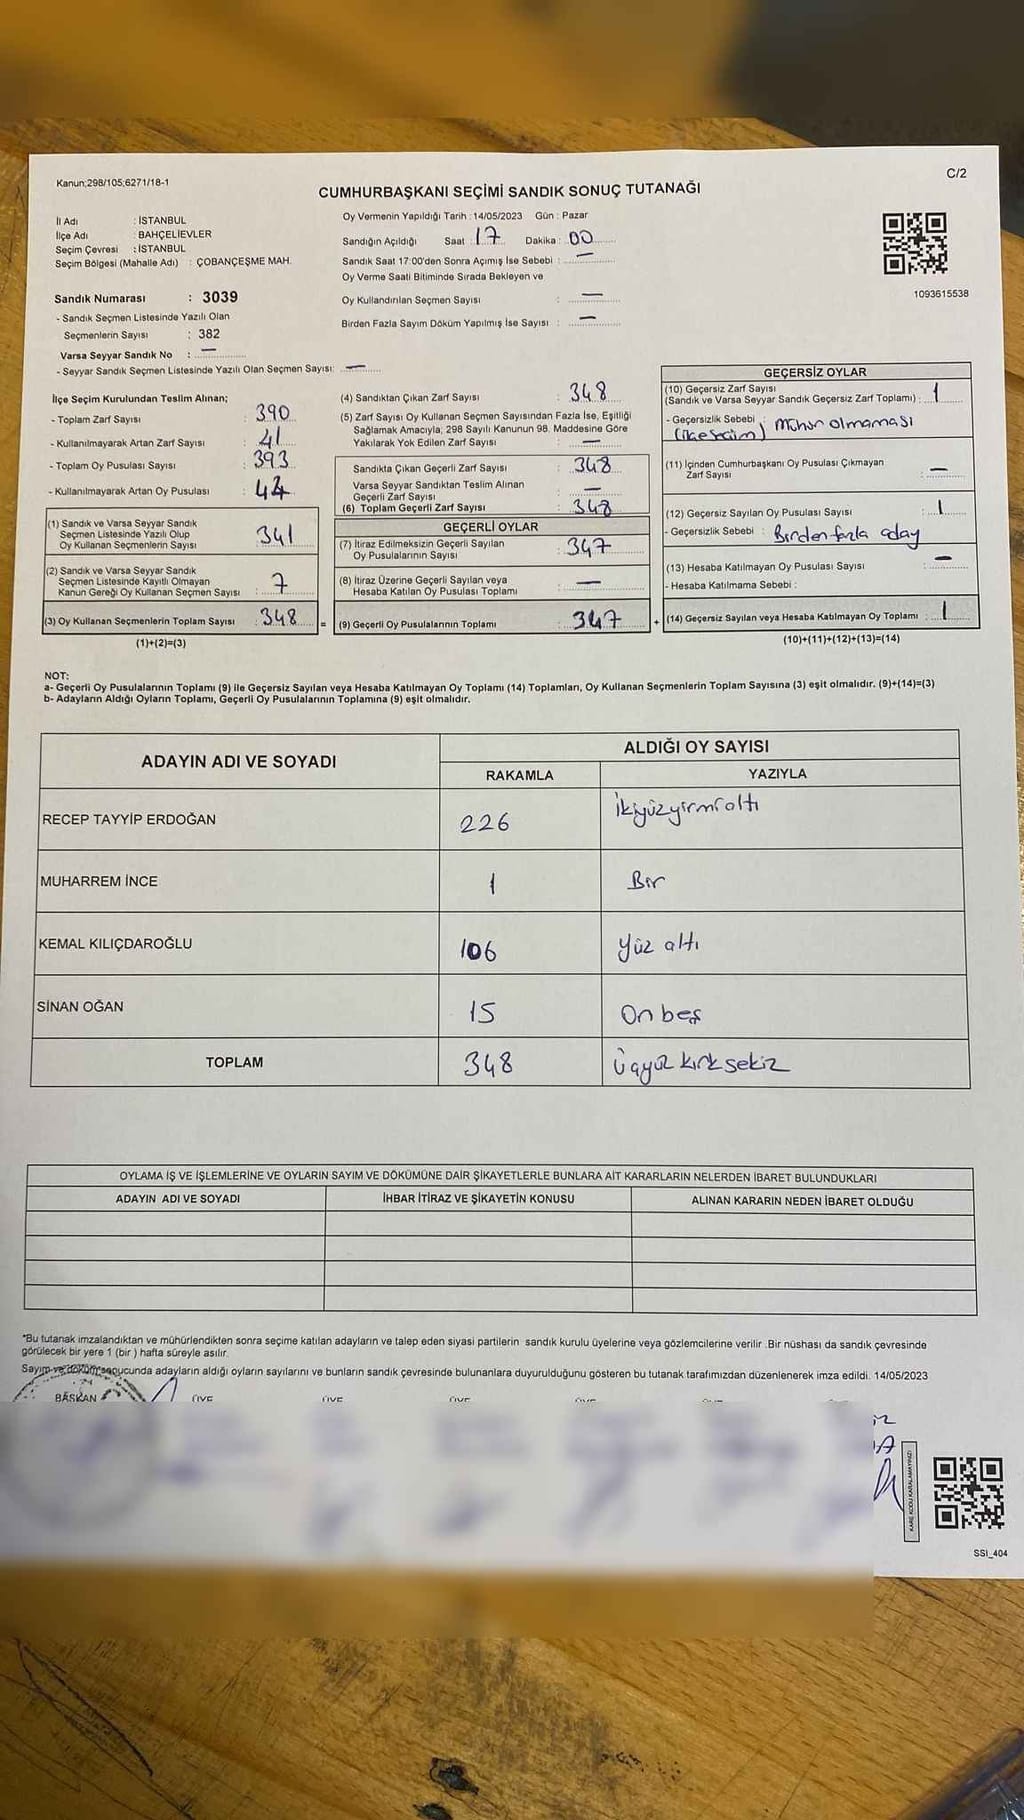 Kanun;298/105;6271/18-1
C/2
CUMHURBAŞKANI SEÇİMİ SANDIK SONUÇ TUTANAĞI
İl Adı : İSTANBUL
İlçe Adı : BAHÇELİEVLER
Seçim Çevresi : İSTANBUL
Seçim Bölgesi (Mahalle Adı) : ÇOBANÇEŞME MAH.
Sandık Numarası : 3039
- Sandık Seçmen Listesinde Yazılı Olan
Seçmenlerin Sayısı : 382
Varsa Seyyar Sandık No : —
- Seyyar Sandık Seçmen Listesinde Yazılı Olan Seçmen Sayısı: —
Oy Vermenin Yapıldığı Tarih : 14/05/2023 Gün : Pazar
Sandığın Açıldığı Saat : 17 Dakika : 00
Sandık Saat 17:00'den Sonra Açımış İse Sebebi : —
Oy Verme Saati Bitiminde Sırada Bekleyen ve
Oy Kullandırılan Seçmen Sayısı : —
Birden Fazla Sayım Döküm Yapılmış İse Sayısı : —
1093615538
İlçe Seçim Kurulundan Teslim Alınan;
- Toplam Zarf Sayısı : 390
- Kullanılmayarak Artan Zarf Sayısı : 41
- Toplam Oy Pusulası Sayısı : 393
- Kullanılmayarak Artan Oy Pusulası : 44
(1) Sandık ve Varsa Seyyar Sandık
Seçmen Listesinde Yazılı Olup
Oy Kullanan Seçmenlerin Sayısı : 341
(2) Sandık ve Varsa Seyyar Sandık
Seçmen Listesinde Kayıtlı Olmayan
Kanun Gereği Oy Kullanan Seçmen Sayısı : 7
(3) Oy Kullanan Seçmenlerin Toplam Sayısı : 348 =
(1)+(2)=(3)
(4) Sandıktan Çıkan Zarf Sayısı : 348
(5) Zarf Sayısı Oy Kullanan Seçmen Sayısından Fazla İse, Eşitliği
Sağlamak Amacıyla; 298 Sayılı Kanunun 98. Maddesine Göre
Yakılarak Yok Edilen Zarf Sayısı : —
Sandıkta Çıkan Geçerli Zarf Sayısı : 348
Varsa Seyyar Sandıktan Teslim Alınan
Geçerli Zarf Sayısı : —
(6) Toplam Geçerli Zarf Sayısı : 348
GEÇERLİ OYLAR
(7) İtiraz Edilmeksizin Geçerli Sayılan
Oy Pusulalarının Sayısı : 347
(8) İtiraz Üzerine Geçerli Sayılan veya
Hesaba Katılan Oy Pusulası Toplamı : —
(9) Geçerli Oy Pusulalarının Toplamı : 347 +
GEÇERSİZ OYLAR
(10) Geçersiz Zarf Sayısı
(Sandık ve Varsa Seyyar Sandık Geçersiz Zarf Toplamı) : 1
- Geçersizlik Sebebi : Mühür olmaması
(ilçe seçim)
(11) İçinden Cumhurbaşkanı Oy Pusulası Çıkmayan
Zarf Sayısı : —
(12) Geçersiz Sayılan Oy Pusulası Sayısı : 1
- Geçersizlik Sebebi : Birden fazla aday
(13) Hesaba Katılmayan Oy Pusulası Sayısı : —
- Hesaba Katılmama Sebebi :
(14) Geçersiz Sayılan veya Hesaba Katılmayan Oy Toplamı : 1
(10)+(11)+(12)+(13)=(14)
NOT:
a- Geçerli Oy Pusulalarının Toplamı (9) ile Geçersiz Sayılan veya Hesaba Katılmayan Oy Toplamı (14) Toplamları, Oy Kullanan Seçmenlerin Toplam Sayısına (3) eşit olmalıdır. (9)+(14)=(3)
b- Adayların Aldığı Oyların Toplamı, Geçerli Oy Pusulalarının Toplamına (9) eşit olmalıdır.
ADAYIN ADI VE SOYADI ALDIĞI OY SAYISI
RAKAMLA YAZIYLA
RECEP TAYYİP ERDOĞAN 226 İkiyüzyirmialtı
MUHARREM İNCE 1 Bir
KEMAL KILIÇDAROĞLU 106 Yüz altı
SİNAN OĞAN 15 On beş
TOPLAM 348 Üçyüz kırk sekiz
OYLAMA İŞ VE İŞLEMLERİNE VE OYLARIN SAYIM VE DÖKÜMÜNE DAİR ŞİKAYETLERLE BUNLARA AİT KARARLARIN NELERDEN İBARET BULUNDUKLARI
ADAYIN ADI VE SOYADI İHBAR İTİRAZ VE ŞİKAYETİN KONUSU ALINAN KARARIN NEDEN İBARET OLDUĞU
*Bu tutanak imzalandıktan ve mühürlendikten sonra seçime katılan adayların ve talep eden siyasi partilerin sandık kurulu üyelerine veya gözlemcilerine verilir .Bir nüshası da sandık çevresinde
görülecek bir yere 1 (bir ) hafta süreyle asılır.
Sayım ve döküm sonucunda adayların aldığı oyların sayılarını ve bunların sandık çevresinde bulunanlara duyurulduğunu gösteren bu tutanak tarafımızdan düzenlenerek imza edildi. 14/05/2023
BAŞKAN ÜYE ÜYE ÜYE ÜYE ÜYE
KARE KODU KARALAMAYINIZ!
SSİ_404